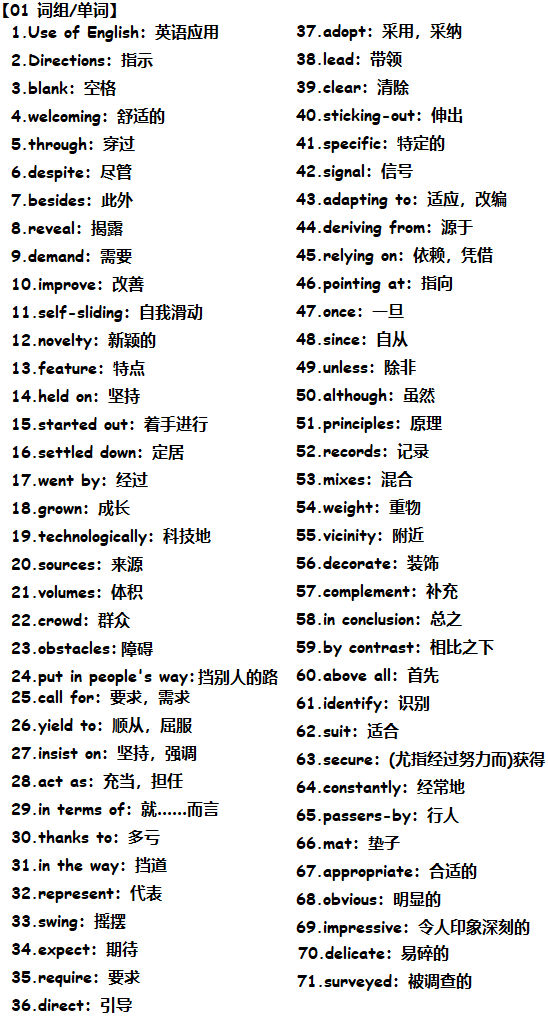 【01 词组/单词】
1.Use of English：英语应用
2.Directions：指示
3.blank：空格
4.welcoming：舒适的
5.through：穿过
6.despite：尽管
7.besides：此外
8.reveal：揭露
9.demand：需要
10.improve：改善
11.self-sliding：自我滑动
12.novelty：新颖的
13.feature：特点
14.held on：坚持
15.started out：着手进行
16.settled down：定居
17.went by：经过
18.grown：成长
19.technologically：科技地
20.sources：来源
21.volumes：体积
22.crowd：群众
23.obstacles：障碍
24.put in people's way：挡别人的路
25.call for：要求，需求
26.yield to：顺从，屈服
27.insist on：坚持，强调
28.act as：充当，担任
29.in terms of：就……而言
30.thanks to：多亏
31.in the way：挡道
32.represent：代表
33.swing：摇摆
34.expect：期待
35.require：要求
36.direct：引导
37.adopt：采用，采纳
38.lead：带领
39.clear：清除
40.sticking-out：伸出
41.specific：特定的
42.signal：信号
43.adapting to：适应，改编
44.deriving from：源于
45.relying on：依赖，凭借
46.pointing at：指向
47.once：一旦
48.since：自从
49.unless：除非
50.although：虽然
51.principles：原理
52.records：记录
53.mixes：混合
54.weight：重物
55.vicinity：附近
56.decorate：装饰
57.complement：补充
58.in conclusion：总之
59.by contrast：相比之下
60.above all：首先
61.identify：识别
62.suit：适合
63.secure：(尤指经过努力而)获得
64.constantly：经常地
65.passers-by：行人
66.mat：垫子
67.appropriate：合适的
68.obvious：明显的
69.impressive：令人印象深刻的
70.delicate：易碎的
71.surveyed：被调查的